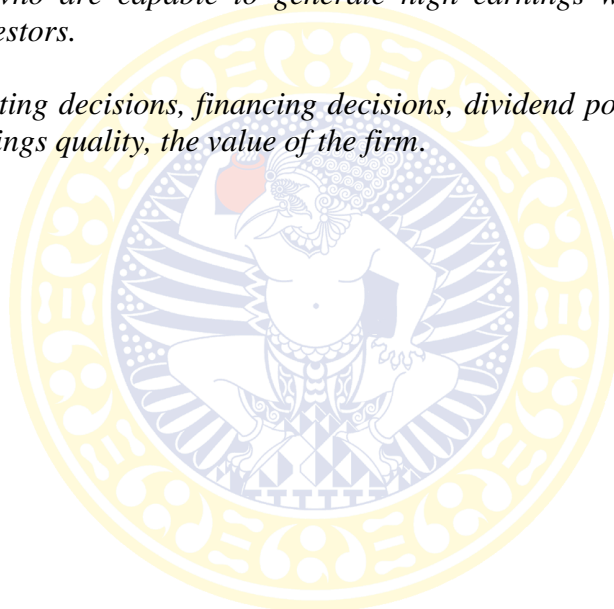 who are capable to generate high earnings w
estors.
ting decisions, financing decisions, dividend po
ings quality, the value of the firm.